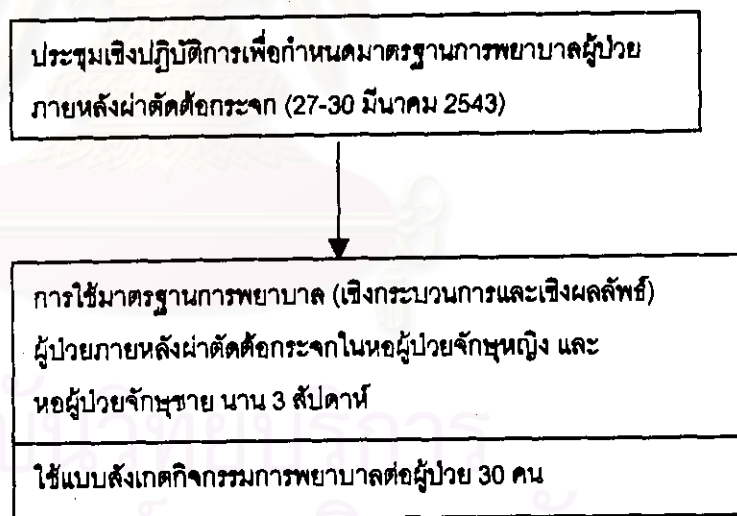 ประชุมเชิงปฏิบัติการเพื่อกำหนดมาตรฐานการพยาบาลผู้ป่วย
ภายหลังผ่าตัดต้อกระจก (27-30 มีนาคม 2543)
การใช้มาตรฐานการพยาบาล (เชิงกระบวนการและเชิงผลลัพธ์)
ผู้ป่วยภายหลังผ่าตัดต้อกระจกในหอผู้ป่วยจักษุหญิง และ
หอผู้ป่วยจักษุชาย นาน 3 สัปดาห์
ใช้แบบสังเกตกิจกรรมการพยาบาลต่อผู้ป่วย 30 คน